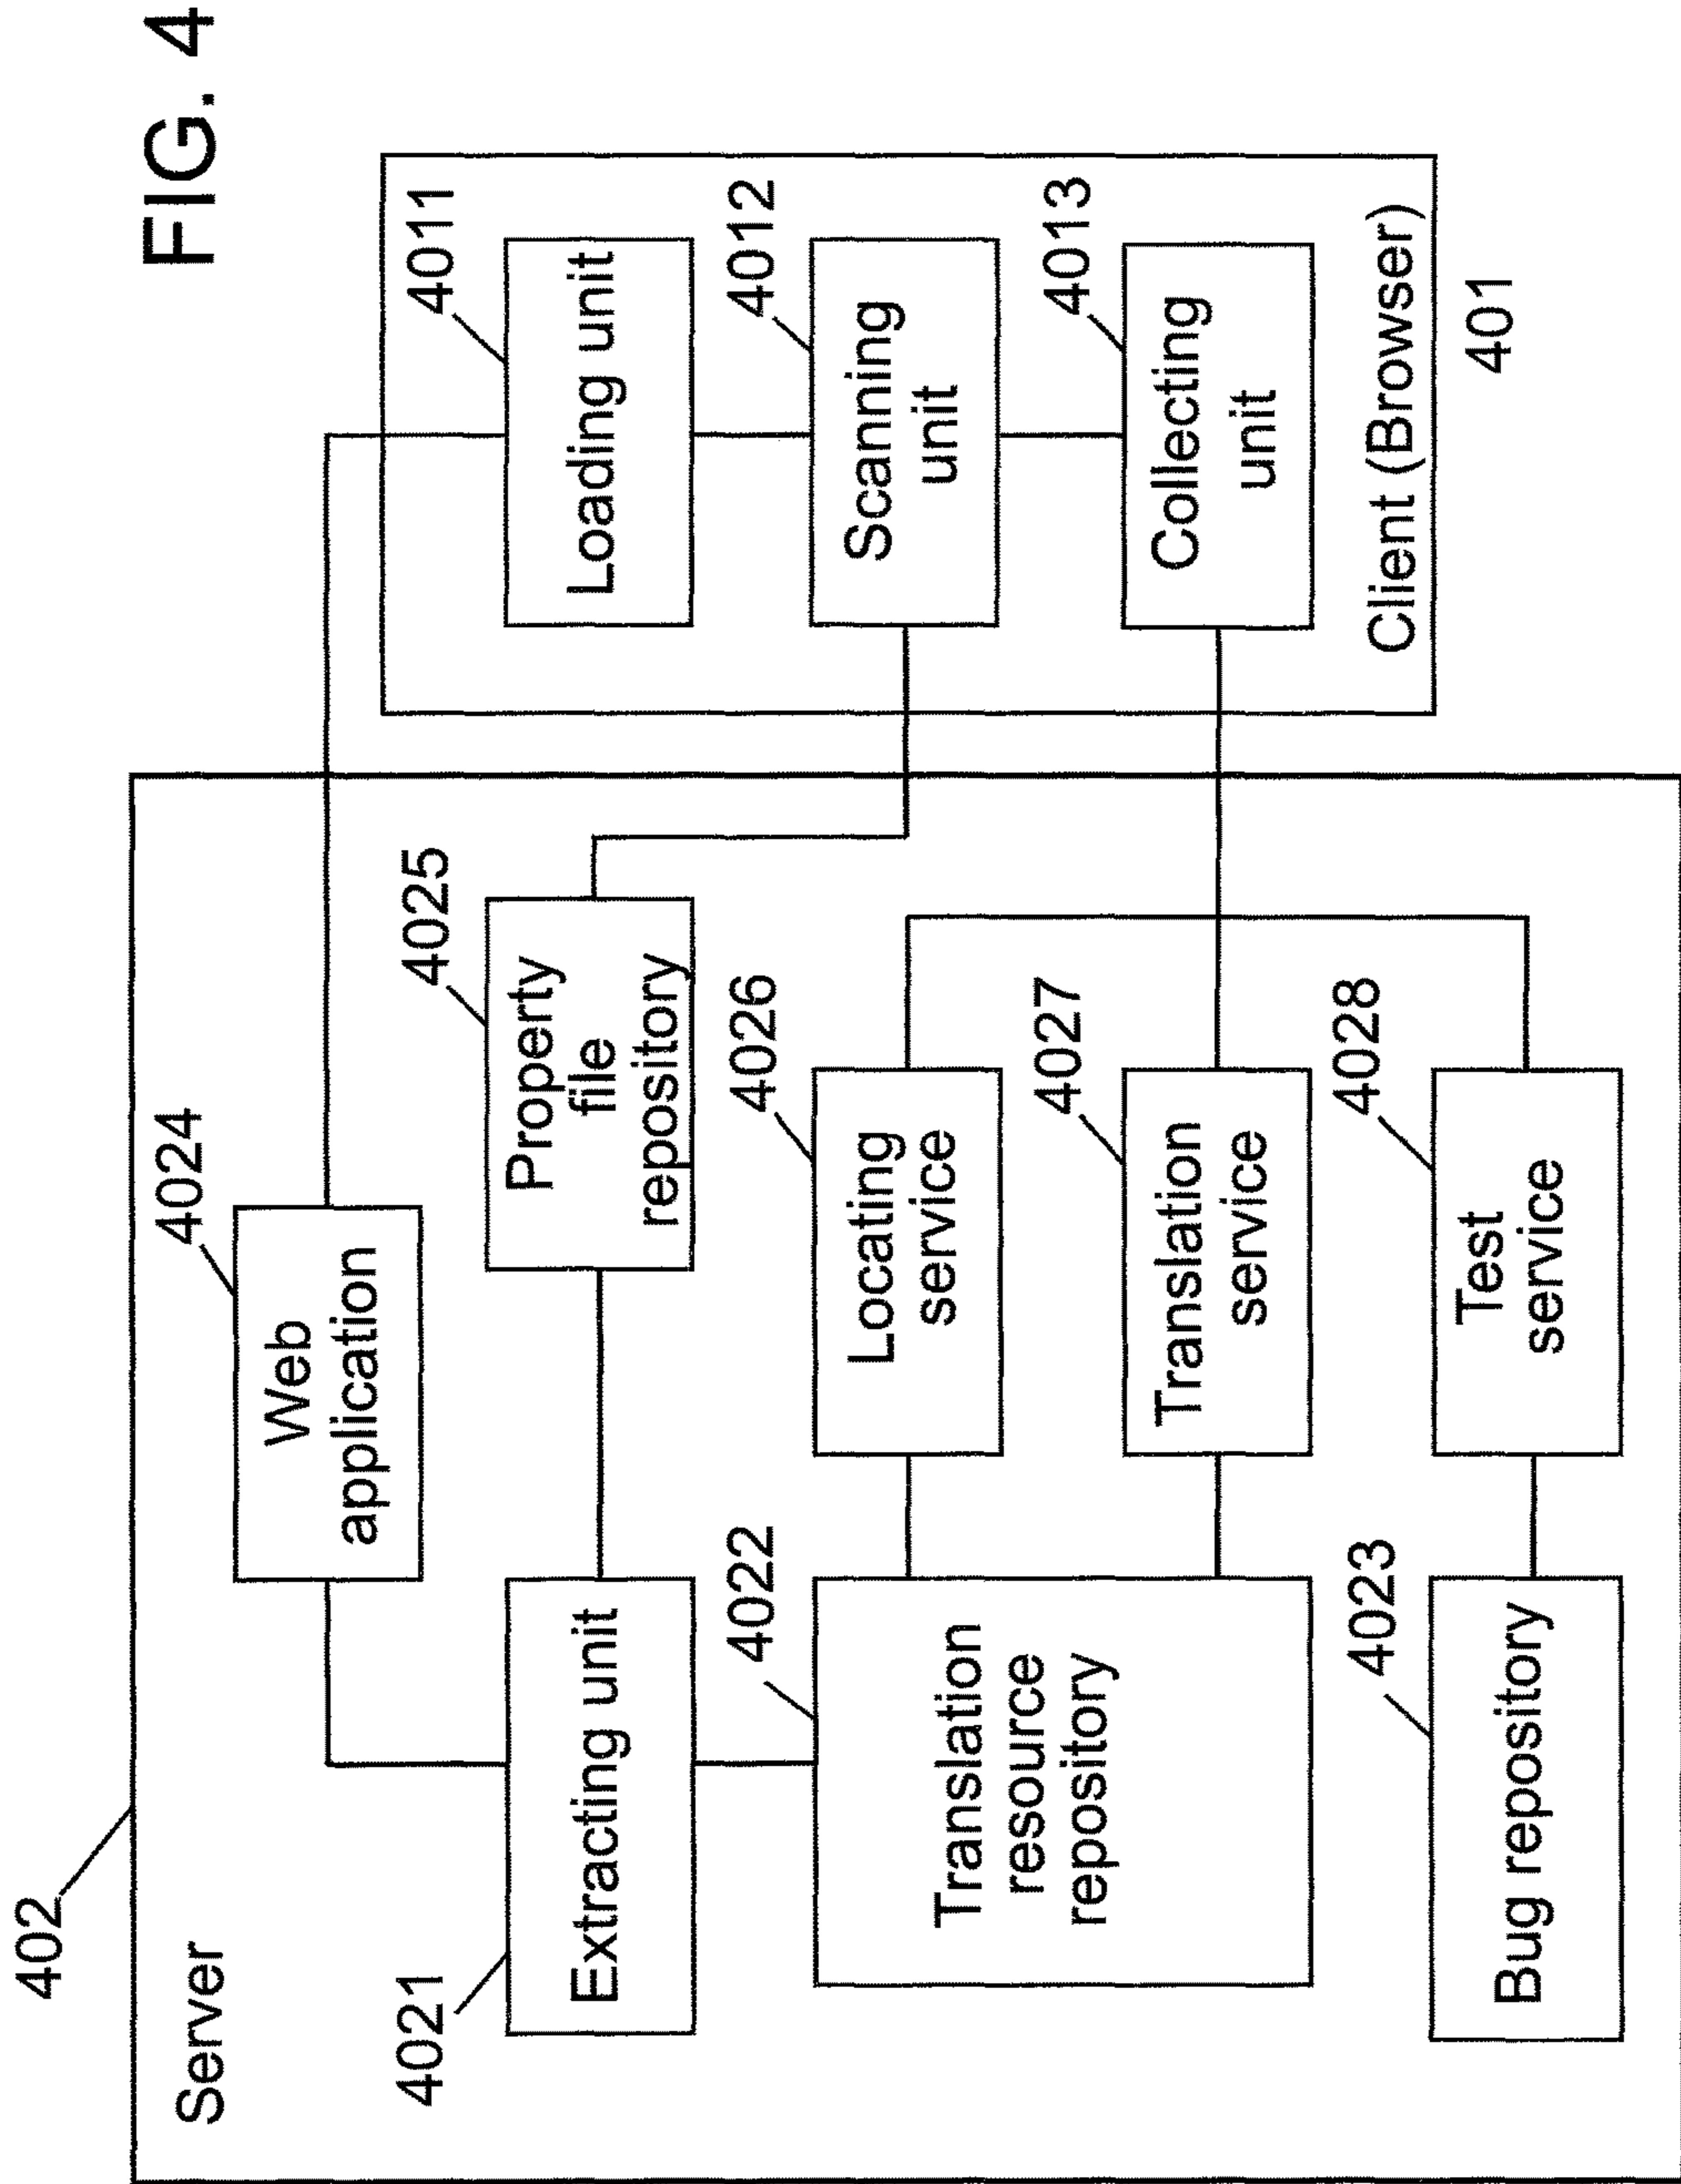 FIG. 4
402
Server
4024
Web
application
4021
Extracting unit
4025
Property
file
repository
4022
Translation
resource
repository
4026
Locating
service
4027
Translation
service
4023
Bug repository
4028
Test
service
4011
Loading unit
4012
Scanning
unit
4013
Collecting
unit
Client (Browser)
401